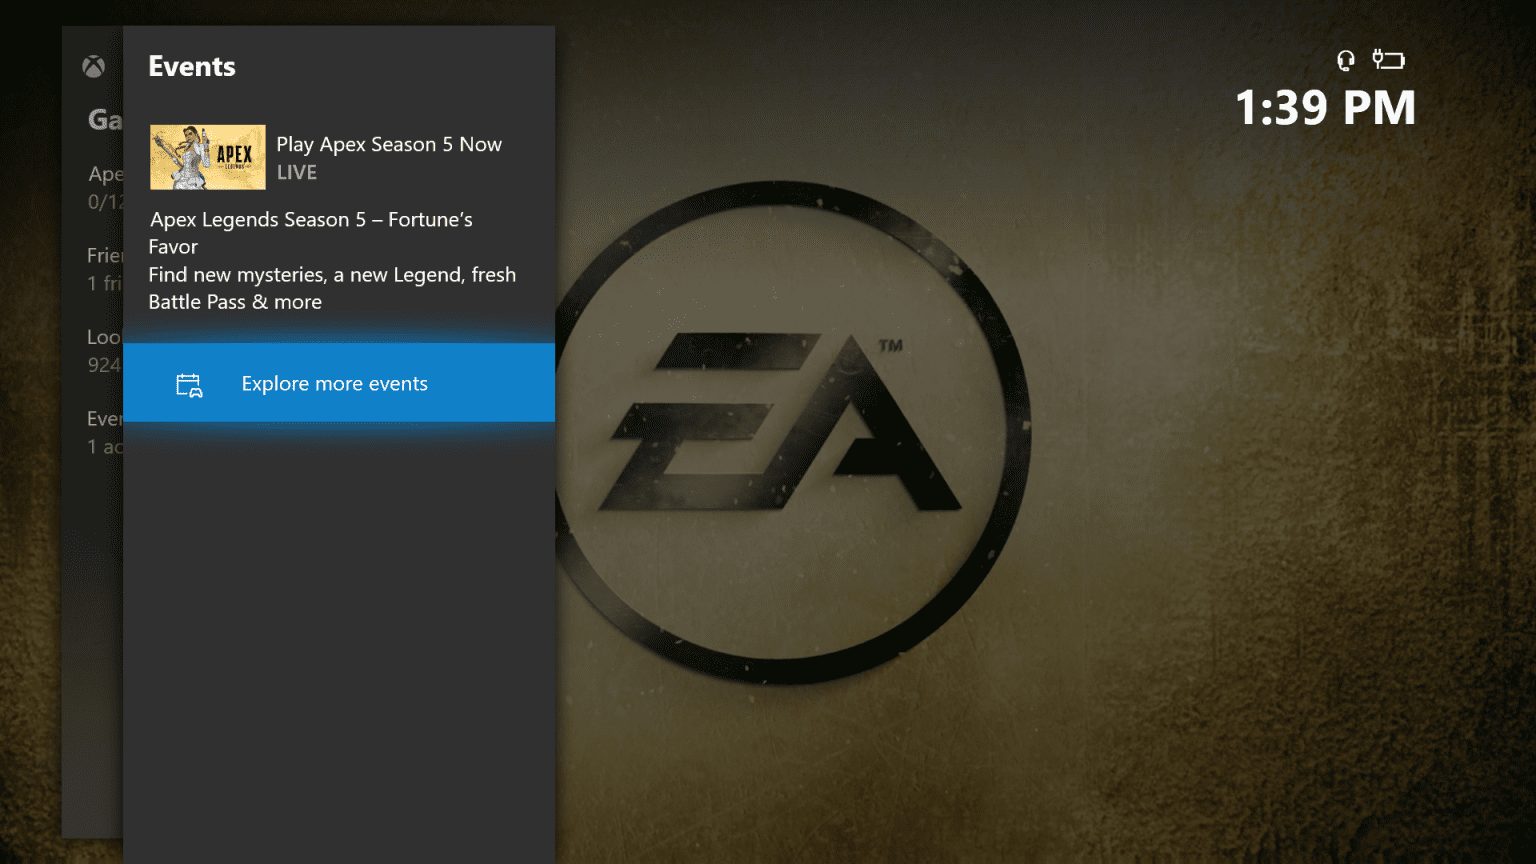 Events
Play Apex Season 5 Now
LIVE
APEX
LEGENDS
Apex Legends Season 5 – Fortune's
Favor
Find new mysteries, a new Legend, fresh
Battle Pass & more
Explore more events
Ga
Ape
0/12
Frie
1 fri
Loo
924
Eve
1 ac
1:39 PM
EA
TM